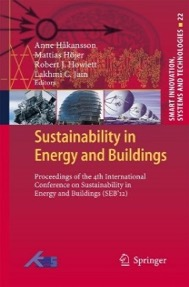 Anne Håkansson
Mattias Höjer
Robert J. Howlett
Lakhmi C. Jain
Editors
SMART INNOVATION,
SYSTEMS AND TECHNOLOGIES
22
Sustainability in
Energy and Buildings
Proceedings of the 4th International
Conference on Sustainability in
Energy and Buildings (SEB'12)
Springer